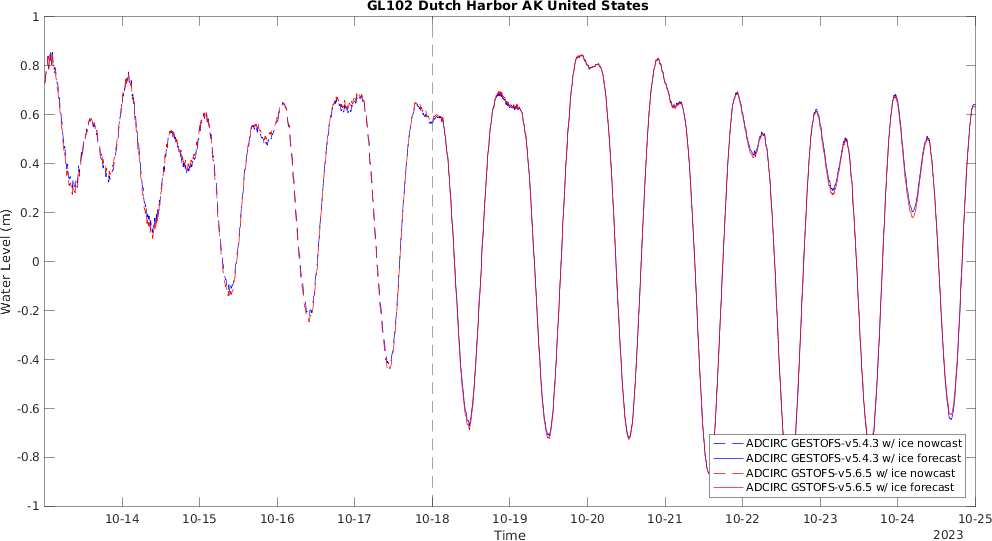 GL102 Dutch Harbor AK United States
1
0.8
0.6
0.4
0.2
0
-0.2
-0.4
-0.6
-0.8
-1
Water Level (m)
ADCIRC GESTOFS-v5.4.3 w/ ice nowcast
ADCIRC GESTOFS-v5.4.3 w/ ice forecast
ADCIRC GSTOFS-v5.6.5 w/ ice nowcast
ADCIRC GSTOFS-v5.6.5 w/ ice forecast
10-14 10-15 10-16 10-17 10-18 10-19 10-20 10-21 10-22 10-23 10-24 10-25
Time
2023